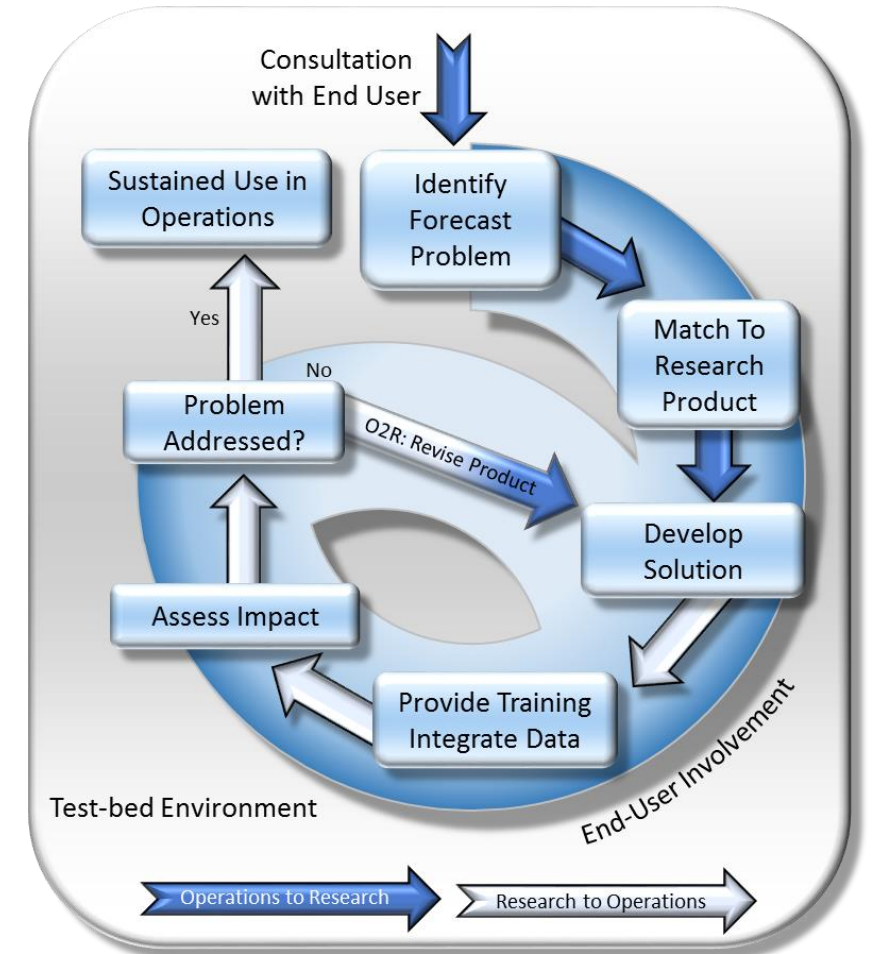 Consultation
with End User
Sustained Use in
Operations
Identify
Forecast
Problem
Match To
Research
Product
Yes
No
Problem
Addressed?
O2R: Revise Product
Develop
Solution
Assess Impact
Provide Training
Integrate Data
Test-bed Environment
End-User Involvement
Operations to Research
Research to Operations